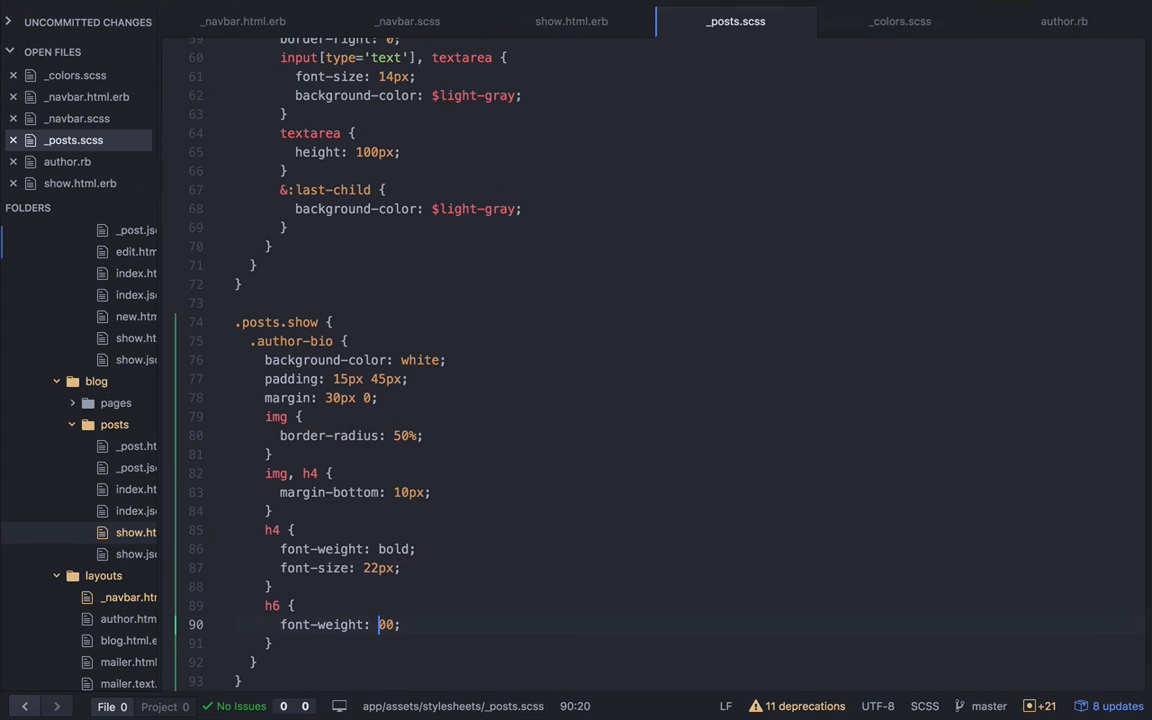 UNCOMMITTED CHANGES
OPEN FILES
_colors.scss
_navbar.html.erb
_navbar.scss
_posts.scss
author.rb
show.html.erb
FOLDERS
_post.jso
edit.htm
index.ht
index.jso
new.htm
show.ht
show.jso
blog
pages
posts
_post.ht
_post.jso
index.ht
index.jso
show.ht
show.jso
layouts
_navbar.htm
author.htm
blog.html.e
mailer.html
mailer.text.
_navbar.html.erb _navbar.scss show.html.erb _posts.scss _colors.scss author.rb
59 border-right: 0;
60 input[type='text'], textarea {
61 font-size: 14px;
62 background-color: $light-gray;
63 }
64 textarea {
65 height: 100px;
66 }
67 &:last-child {
68 background-color: $light-gray;
69 }
70 }
71 }
72 }
73
74 .posts.show {
75 .author-bio {
76 background-color: white;
77 padding: 15px 45px;
78 margin: 30px 0;
79 img {
80 border-radius: 50%;
81 }
82 img, h4 {
83 margin-bottom: 10px;
84 }
85 h4 {
86 font-weight: bold;
87 font-size: 22px;
88 }
89 h6 {
90 font-weight: 00;
91 }
92 }
93 }
File 0 Project 0 No Issues 0 0 app/assets/stylesheets/_posts.scss 90:20 LF 11 deprecations UTF-8 SCSS master +21 8 updates